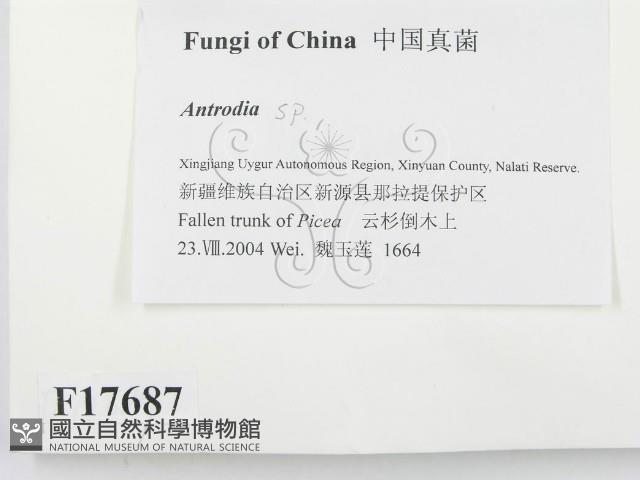 Fungi of China 中国真菌
Antrodia sp. 1
Xingjiang Uygur Autonomous Region, Xinyuan County, Nalati Reserve.
新疆维族自治区新源县那拉提保护区
Fallen trunk of Picea 云杉倒木上
23.Ⅷ.2004 Wei. 魏玉莲 1664
F17687
國立自然科學博物館
NATIONAL MUSEUM OF NATURAL SCIENCE